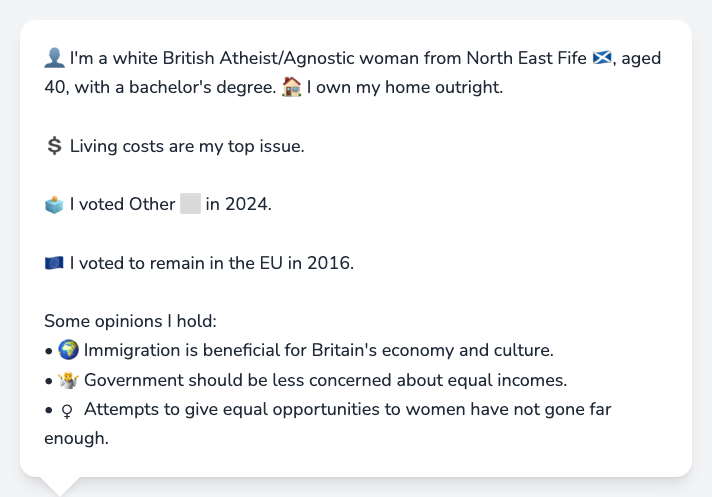 👤 I'm a white British Atheist/Agnostic woman from North East Fife 🏴󠁧󠁢󠁳󠁣󠁴󠁿, aged
40, with a bachelor's degree. 🏠 I own my home outright.
💲 Living costs are my top issue.
🗳️ I voted Other ⬜ in 2024.
🇪🇺 I voted to remain in the EU in 2016.
Some opinions I hold:
• 🌍 Immigration is beneficial for Britain's economy and culture.
• 🤷 Government should be less concerned about equal incomes.
• ♀ Attempts to give equal opportunities to women have not gone far
enough.